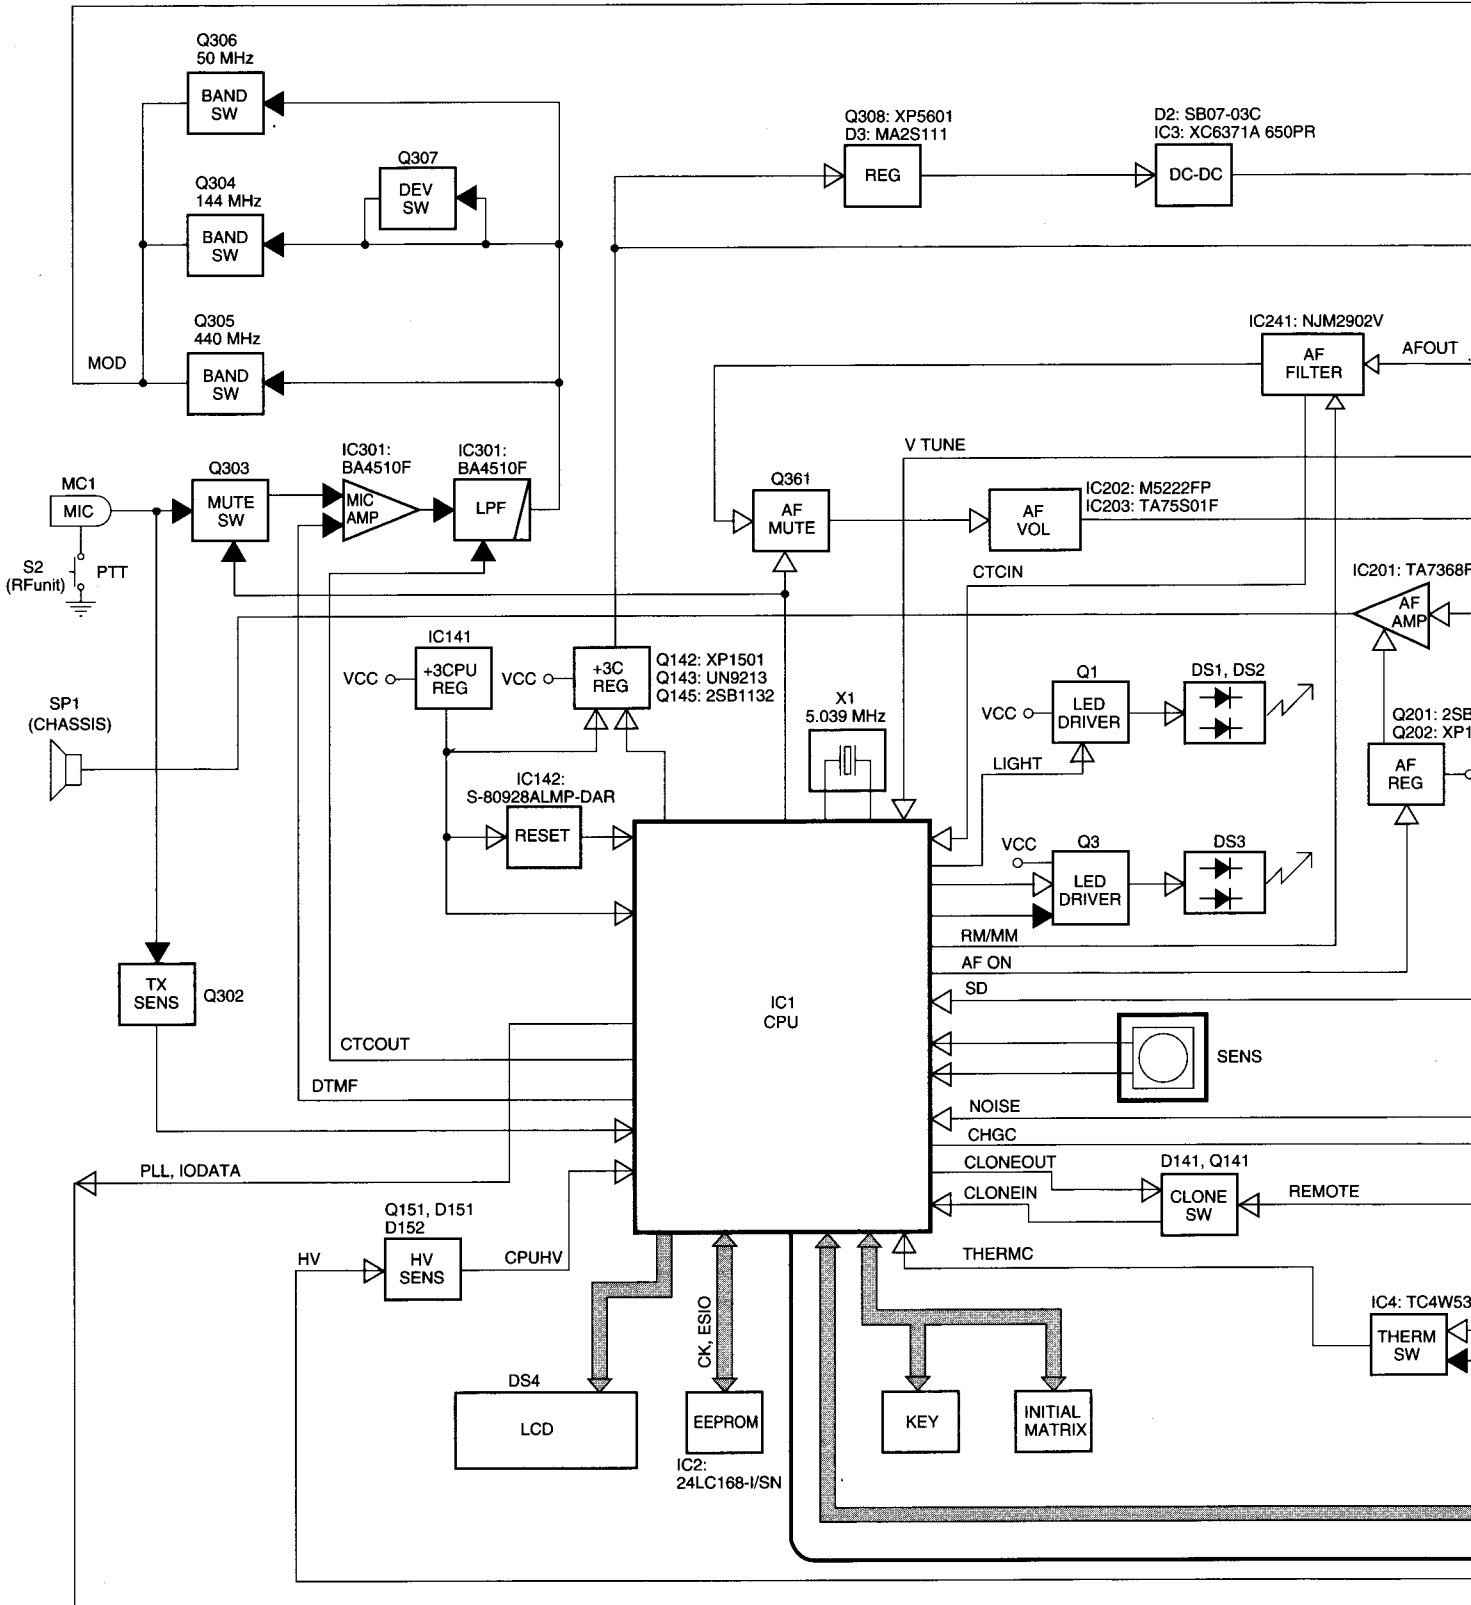 Q306
50 MHz
BAND
SW
Q307
DEV
SW
Q304
144 MHz
BAND
SW
Q305
440 MHz
BAND
SW
MOD
Q308: XP5601
D3: MA2S111
REG
D2: SB07-03C
IC3: XC6371A 650PR
DC-DC
IC241: NJM2902V
AF
FILTER
AFOUT
V TUNE
MC1
MIC
S2
(RFunit)
PTT
Q303
MUTE
SW
IC301:
BA4510F
MIC
AMP
IC301:
BA4510F
LPF
Q361
AF
MUTE
AF
VOL
IC202: M5222FP
IC203: TA75S01F
CTCIN
IC201: TA7368F
AF
AMP
IC141
VCC
+3CPU
REG
VCC
+3C
REG
Q142: XP1501
Q143: UN9213
Q145: 2SB1132
SP1
(CHASSIS)
X1
5.039 MHz
Q1
VCC
LED
DRIVER
DS1, DS2
LIGHT
Q201: 2SB
Q202: XP1
AF
REG
IC142:
S-80928ALMP-DAR
RESET
VCC
Q3
LED
DRIVER
DS3
RM/MM
AF ON
SD
TX
SENS
Q302
IC1
CPU
SENS
CTCOUT
DTMF
NOISE
CHGC
PLL, IODATA
CLONEOUT
CLONEIN
D141, Q141
CLONE
SW
REMOTE
Q151, D151
D152
HV
HV
SENS
CPUHV
THERMC
IC4: TC4W53
THERM
SW
CK, ESIO
DS4
LCD
EEPROM
IC2:
24LC168-I/SN
KEY
INITIAL
MATRIX